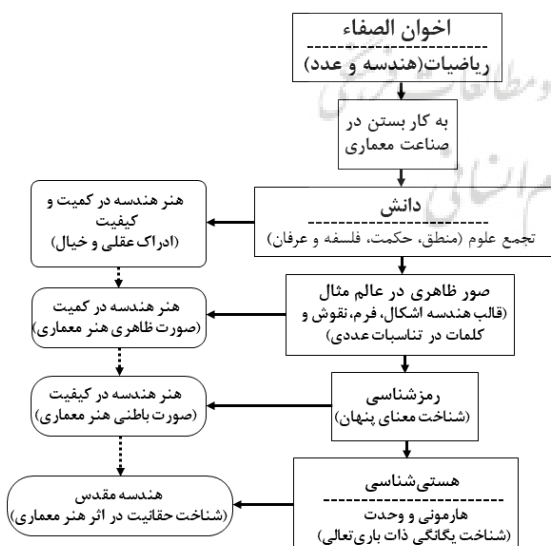 اخوان الصفاء
ریاضیات(هندسه و عدد)
به کار بستن در
صناعت معماری
دانش
تجمع علوم (منطق، حکمت، فلسفه و عرفان)
هنر هندسه در کمیت و
کیفیت
(ادراک عقلی و خیال)
صور ظاهری در عالم مثال
(قالب هندسه اشکال، فرم، نقوش و
کلمات در تناسبات عددی)
هنر هندسه در کمیت
(صورت ظاهری هنر معماری)
رمزشناسی
(شناخت معنای پنهان)
هنر هندسه در کیفیت
(صورت باطنی هنر معماری)
هستی‌شناسی
هارمونی و وحدت
(شناخت یگانگی ذات باری‌تعالی)
هندسه مقدس
(شناخت حقانیت در اثر هنر معماری)
و مطالعات فرهنگی
م انسانی